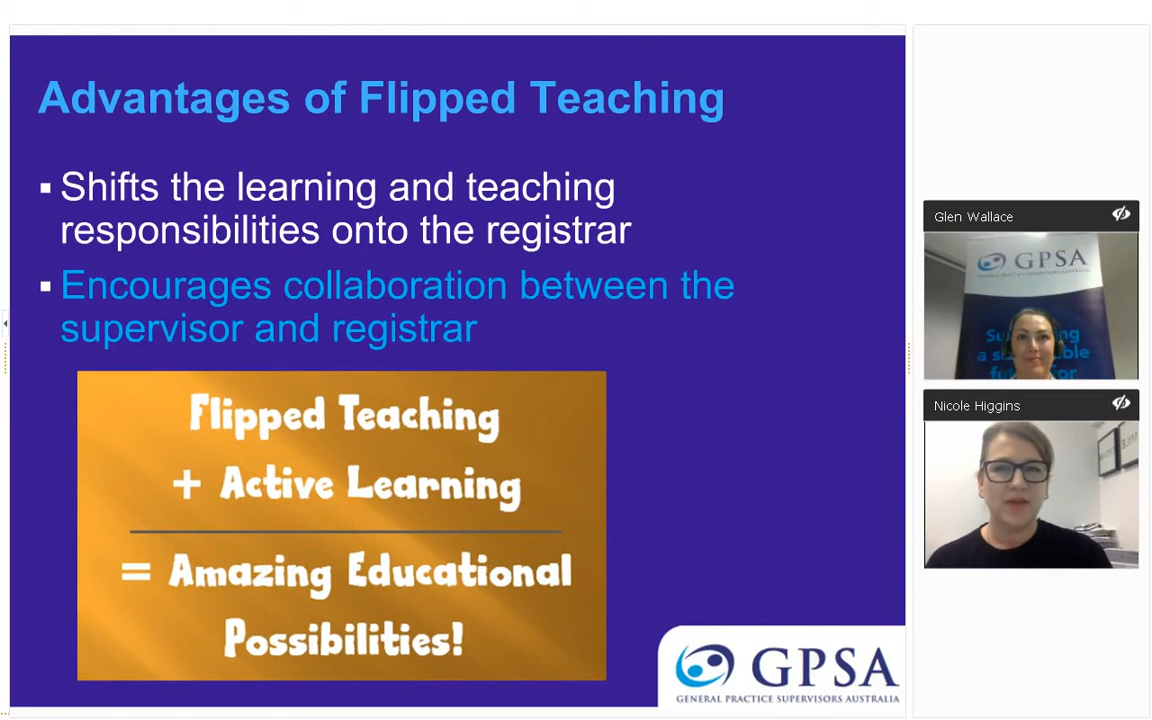 Advantages of Flipped Teaching
▪ Shifts the learning and teaching
responsibilities onto the registrar
▪ Encourages collaboration between the
supervisor and registrar
Flipped Teaching
+ Active Learning
= Amazing Educational
Possibilities!
GPSA
GENERAL PRACTICE SUPERVISORS AUSTRALIA
Glen Wallace
GPSA
GENERAL PRACTICE SUPERVISORS AUSTRALIA
a
for
Nicole Higgins